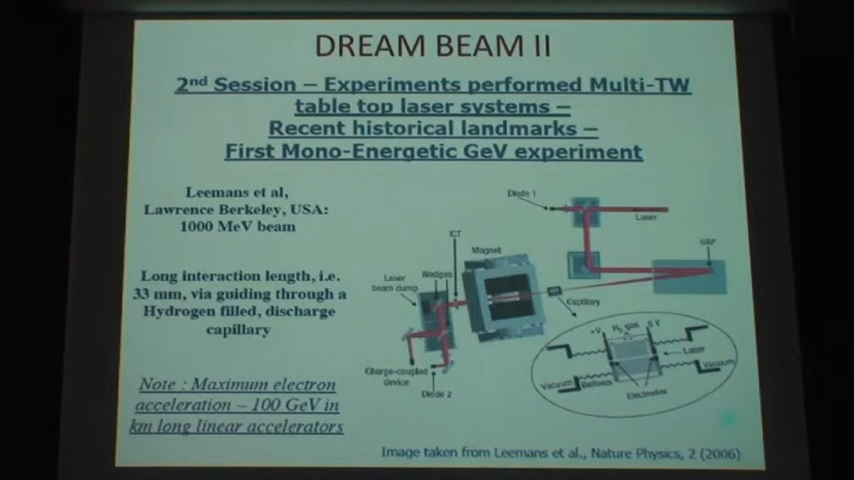 DREAM BEAM II
2nd Session – Experiments performed Multi-TW
table top laser systems –
Recent historical landmarks –
First Mono-Energetic GeV experiment
Leemans et al,
Lawrence Berkeley, USA:
1000 MeV beam
Long interaction length, i.e.
33 mm, via guiding through a
Hydrogen filled, discharge
capillary
Note : Maximum electron
acceleration ~ 100 GeV in
km long linear accelerators
Diode 1
Laser
ICT
Magnet
OAP
Laser
beam dump
Wedges
Capillary
+V H₂ gas 0 V
Laser
Vacuum
Vacuum
Bellows
Electrodes
Charge-coupled
device
Diode 2
Image taken from Leemans et al., Nature Physics, 2 (2006)